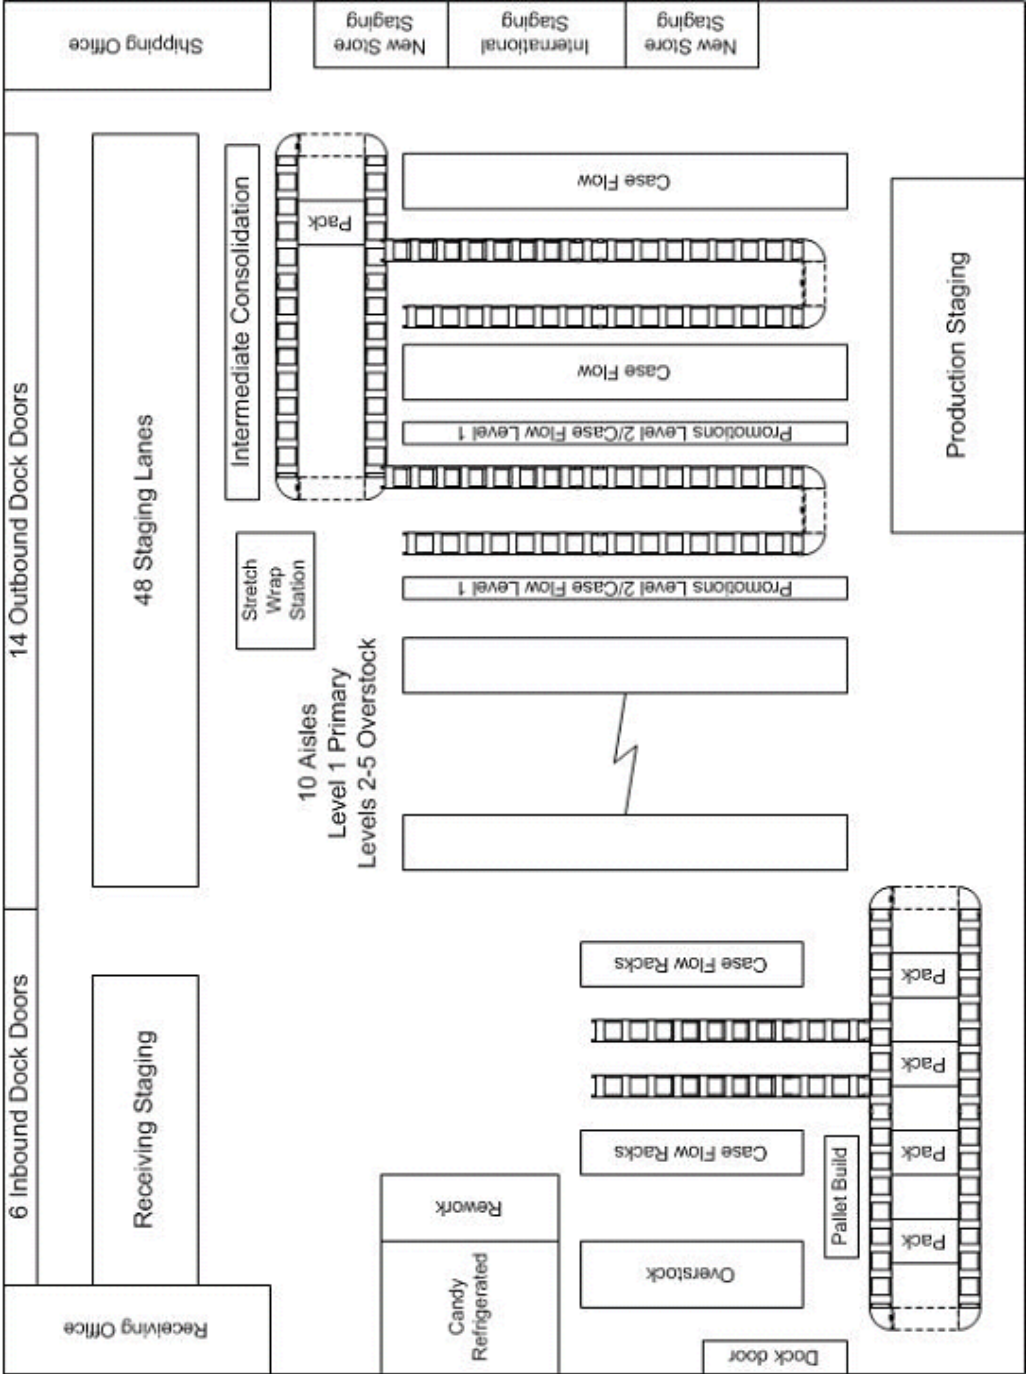 Shipping Office
New Store
Staging
International
Staging
New Store
Staging
14 Outbound Dock Doors
48 Staging Lanes
Intermediate Consolidation
Pack
Case Flow
Case Flow
Promotions Level 2/Case Flow Level 1
Promotions Level 2/Case Flow Level 1
Production Staging
Stretch
Wrap
Station
10 Aisles
Level 1 Primary
Levels 2-5 Overstock
6 Inbound Dock Doors
Receiving Staging
Case Flow Racks
Case Flow Racks
Pack
Pack
Pack
Pack
Pallet Build
Rework
Candy
Refrigerated
Overstock
Receiving Office
Dock door